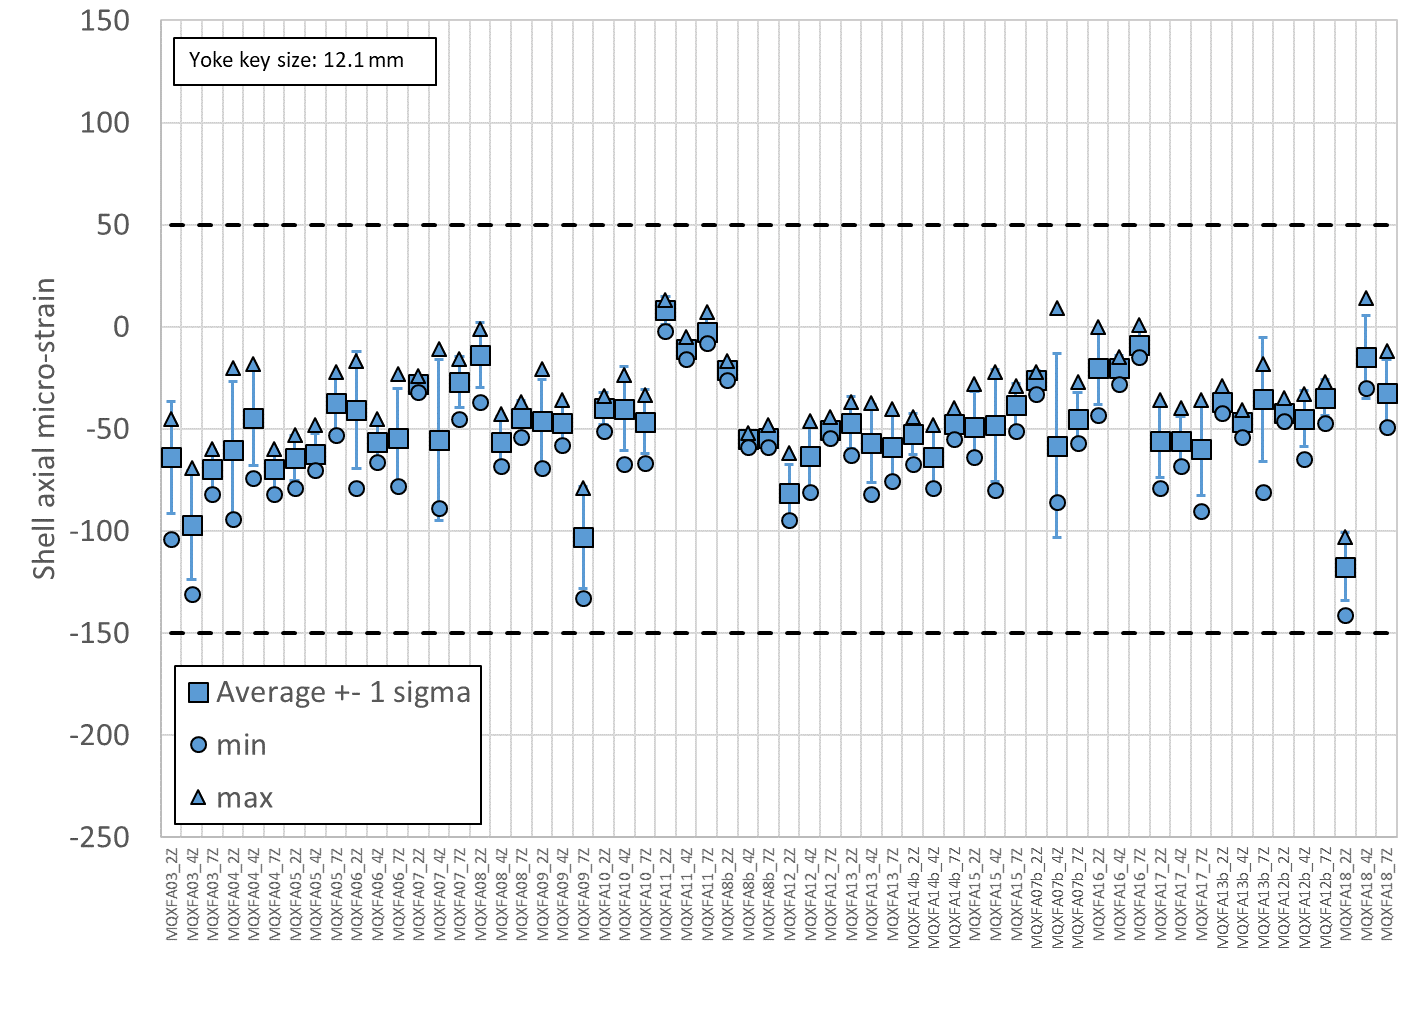 150
Yoke key size: 12.1 mm
100
50
0
-50
-100
-150
-200
-250
Shell axial micro-strain
Average +- 1 sigma
min
max
MQXFA03_2Z
MQXFA03_4Z
MQXFA03_7Z
MQXFA04_2Z
MQXFA04_4Z
MQXFA04_7Z
MQXFA05_2Z
MQXFA05_4Z
MQXFA05_7Z
MQXFA06_2Z
MQXFA06_4Z
MQXFA06_7Z
MQXFA07_2Z
MQXFA07_4Z
MQXFA07_7Z
MQXFA08_2Z
MQXFA08_4Z
MQXFA08_7Z
MQXFA09_2Z
MQXFA09_4Z
MQXFA09_7Z
MQXFA10_2Z
MQXFA10_4Z
MQXFA10_7Z
MQXFA11_2Z
MQXFA11_4Z
MQXFA11_7Z
MQXFA8b_2Z
MQXFA8b_4Z
MQXFA8b_7Z
MQXFA12_2Z
MQXFA12_4Z
MQXFA12_7Z
MQXFA13_2Z
MQXFA13_4Z
MQXFA13_7Z
MQXFA14b_2Z
MQXFA14b_4Z
MQXFA14b_7Z
MQXFA15_2Z
MQXFA15_4Z
MQXFA15_7Z
MQXFA07b_2Z
MQXFA07b_4Z
MQXFA07b_7Z
MQXFA16_2Z
MQXFA16_4Z
MQXFA16_7Z
MQXFA17_2Z
MQXFA17_4Z
MQXFA17_7Z
MQXFA13b_2Z
MQXFA13b_4Z
MQXFA13b_7Z
MQXFA12b_2Z
MQXFA12b_4Z
MQXFA12b_7Z
MQXFA18_2Z
MQXFA18_4Z
MQXFA18_7Z